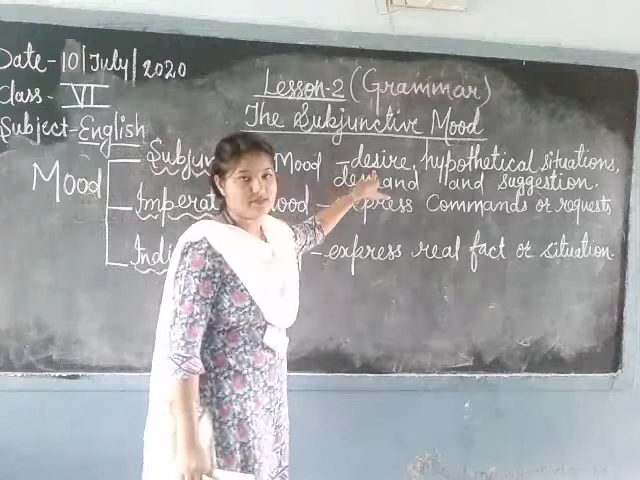 Date - 10/July/2020
Class - VI
Subject - English
Lesson-2 (Grammar)
The Subjunctive Mood
Mood
Mood - desire, hypothetical situations,
demand and suggestion.
- express Commands or requests
- express real fact or situation.